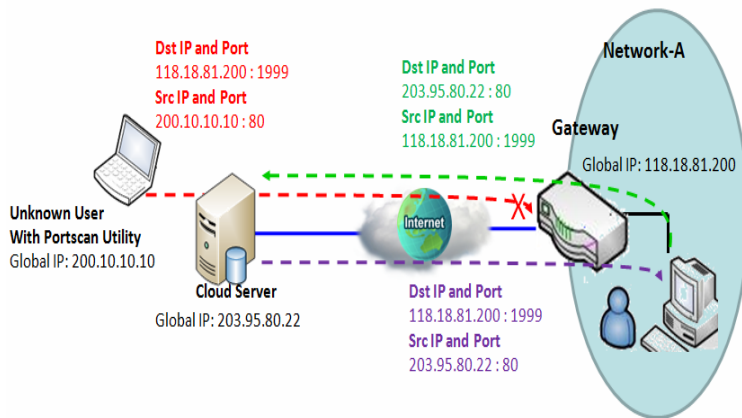 Dst IP and Port
118.18.81.200 : 1999
Src IP and Port
200.10.10.10 : 80
Dst IP and Port
203.95.80.22 : 80
Src IP and Port
118.18.81.200 : 1999
Network-A
Gateway
Global IP: 118.18.81.200
Unknown User
With Portscan Utility
Global IP: 200.10.10.10
Internet
Cloud Server
Global IP: 203.95.80.22
Dst IP and Port
118.18.81.200 : 1999
Src IP and Port
203.95.80.22 : 80